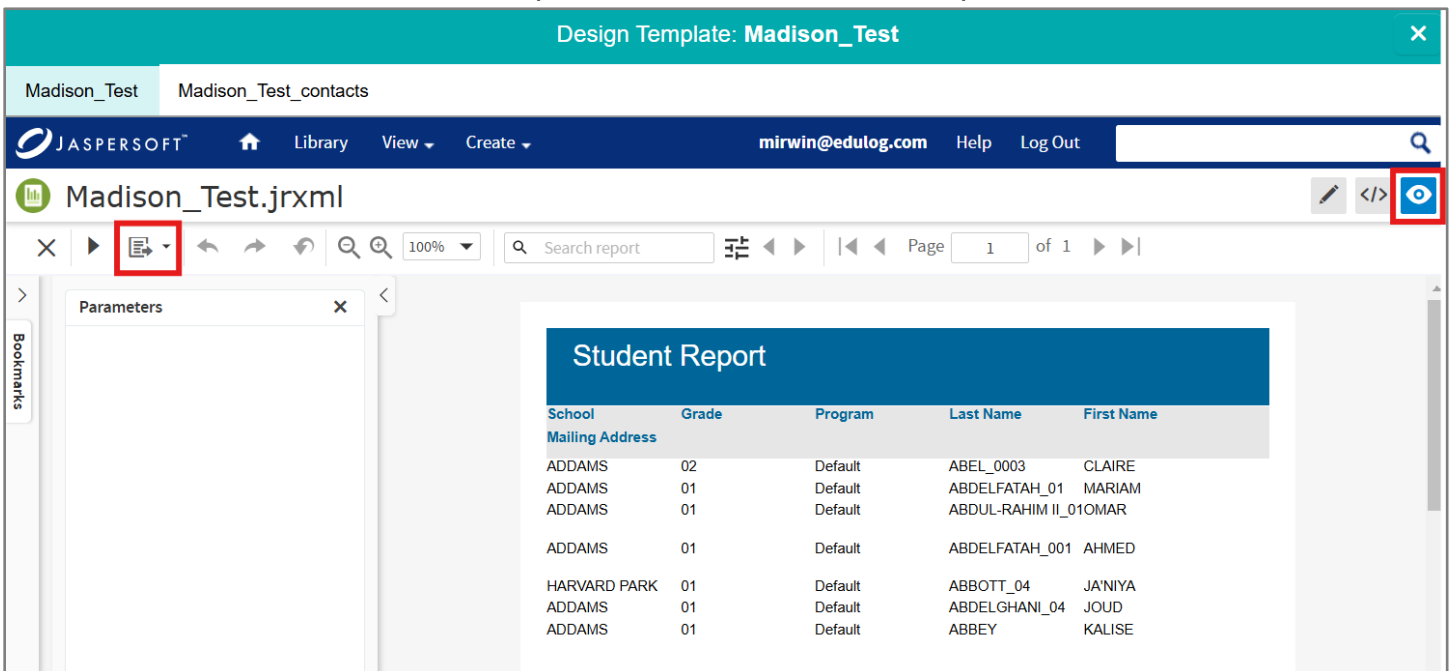 Design Template: Madison_Test
Madison_Test Madison_Test_contacts
JASPERSOFT™ Library View Create mirwin@edulog.com Help Log Out
Madison_Test.jrxml </>
100% Search report Page 1 of 1
Parameters
Bookmarks
Student Report
School Grade Program Last Name First Name
Mailing Address
ADDAMS 02 Default ABEL_0003 CLAIRE
ADDAMS 01 Default ABDELFATAH_01 MARIAM
ADDAMS 01 Default ABDUL-RAHIM II_01OMAR
ADDAMS 01 Default ABDELFATAH_001 AHMED
HARVARD PARK 01 Default ABBOTT_04 JA'NIYA
ADDAMS 01 Default ABDELGHANI_04 JOUD
ADDAMS 01 Default ABBEY KALISE